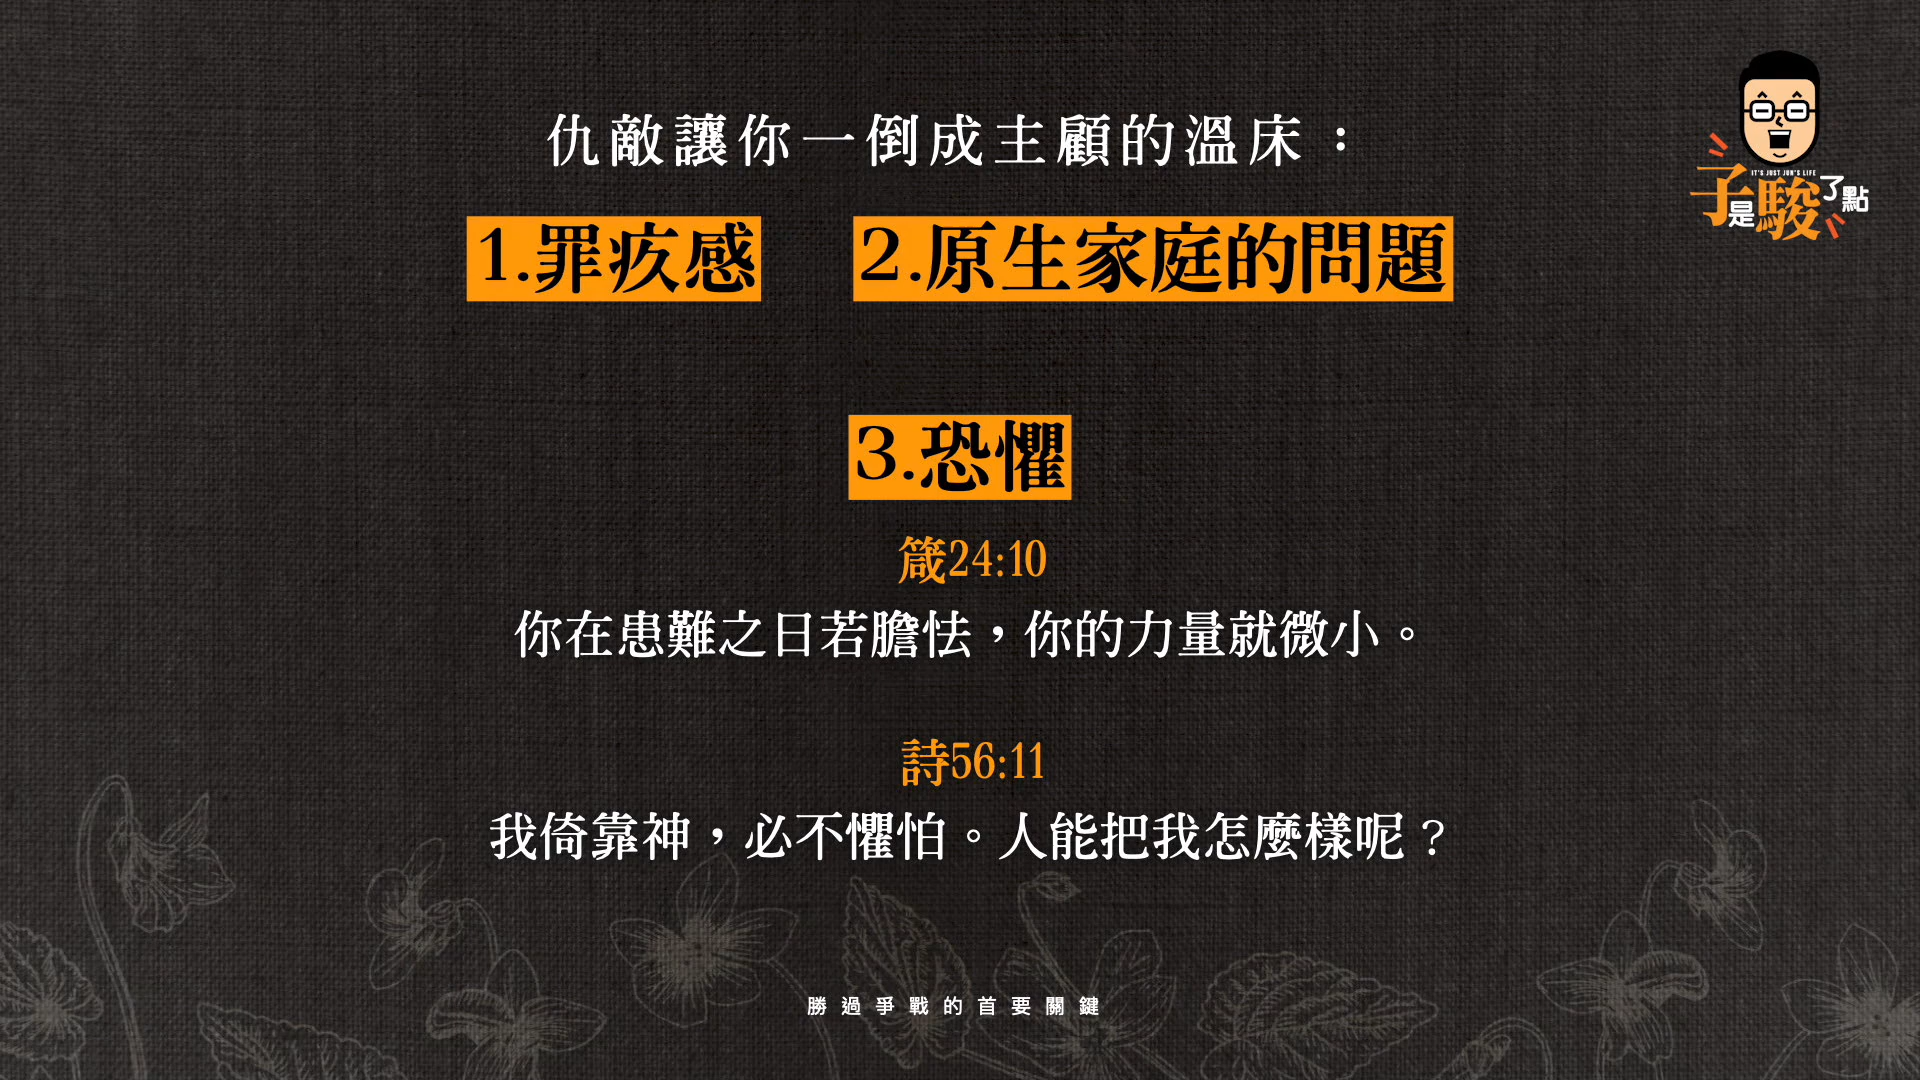 仇敵讓你一倒成主顧的溫床：
1.罪疚感 2.原生家庭的問題
3.恐懼
箴24:10
你在患難之日若膽怯，你的力量就微小。
詩56:11
我倚靠神，必不懼怕。人能把我怎麼樣呢？
勝過爭戰的首要關鍵
IT'S JUST JUN'S LIFE
子是駿了點